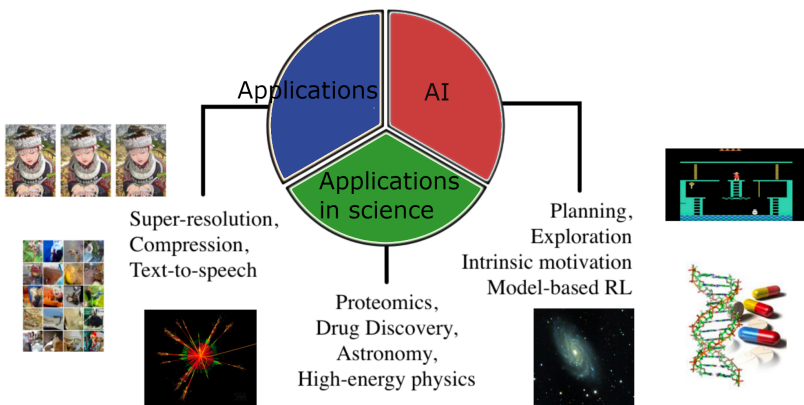 Applications
AI
Applications
in science
Super-resolution,
Compression,
Text-to-speech
Planning,
Exploration
Intrinsic motivation
Model-based RL
Proteomics,
Drug Discovery,
Astronomy,
High-energy physics